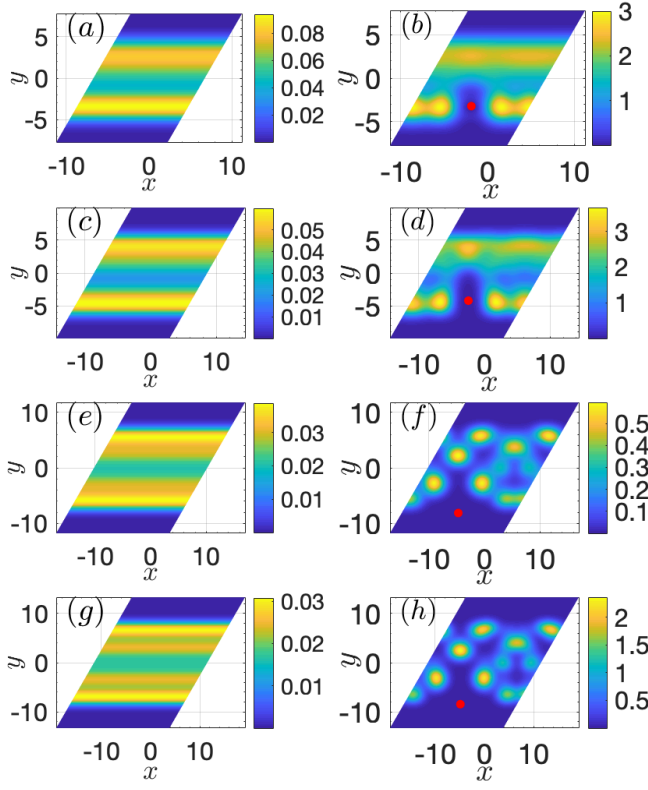 (a) (b)
5 0 -5 y
0.08 0.06 0.04 0.02
5 0 -5 y
3 2 1
-10 0 10 x
-10 0 10 x
(c) (d)
5 0 -5 y
0.05 0.04 0.03 0.02 0.01
5 0 -5 y
3 2 1
-10 0 10 x
-10 0 10 x
(e) (f)
10 0 -10 y
0.03 0.02 0.01
10 0 -10 y
0.5 0.4 0.3 0.2 0.1
-10 0 10 x
-10 0 10 x
(g) (h)
10 0 -10 y
0.03 0.02 0.01
10 0 -10 y
2 1.5 1 0.5
-10 0 10 x
-10 0 10 x